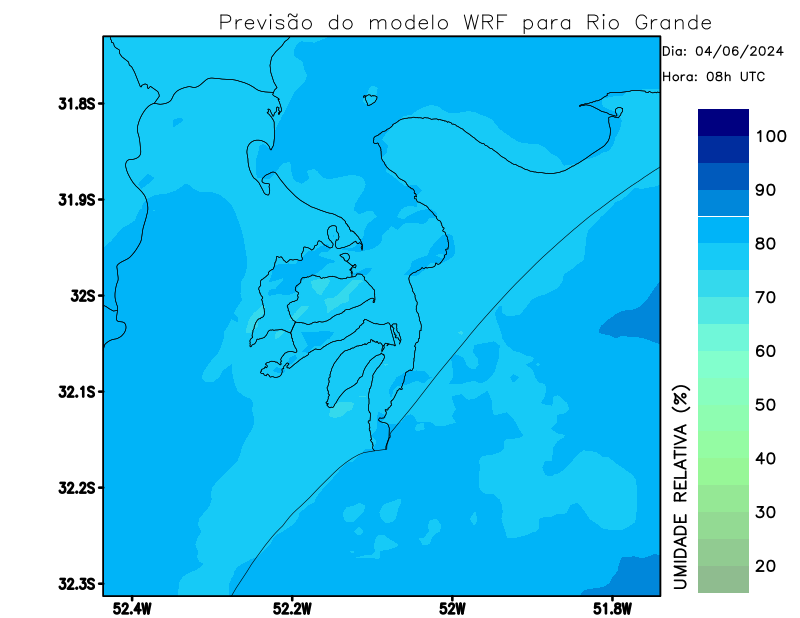 Previsão do modelo WRF para Rio Grande
Dia: 04/06/2024
Hora: 08h UTC
31.8S
31.9S
32S
32.1S
32.2S
32.3S
52.4W
52.2W
52W
51.8W
100
90
80
70
60
50
40
30
20
UMIDADE RELATIVA (%)